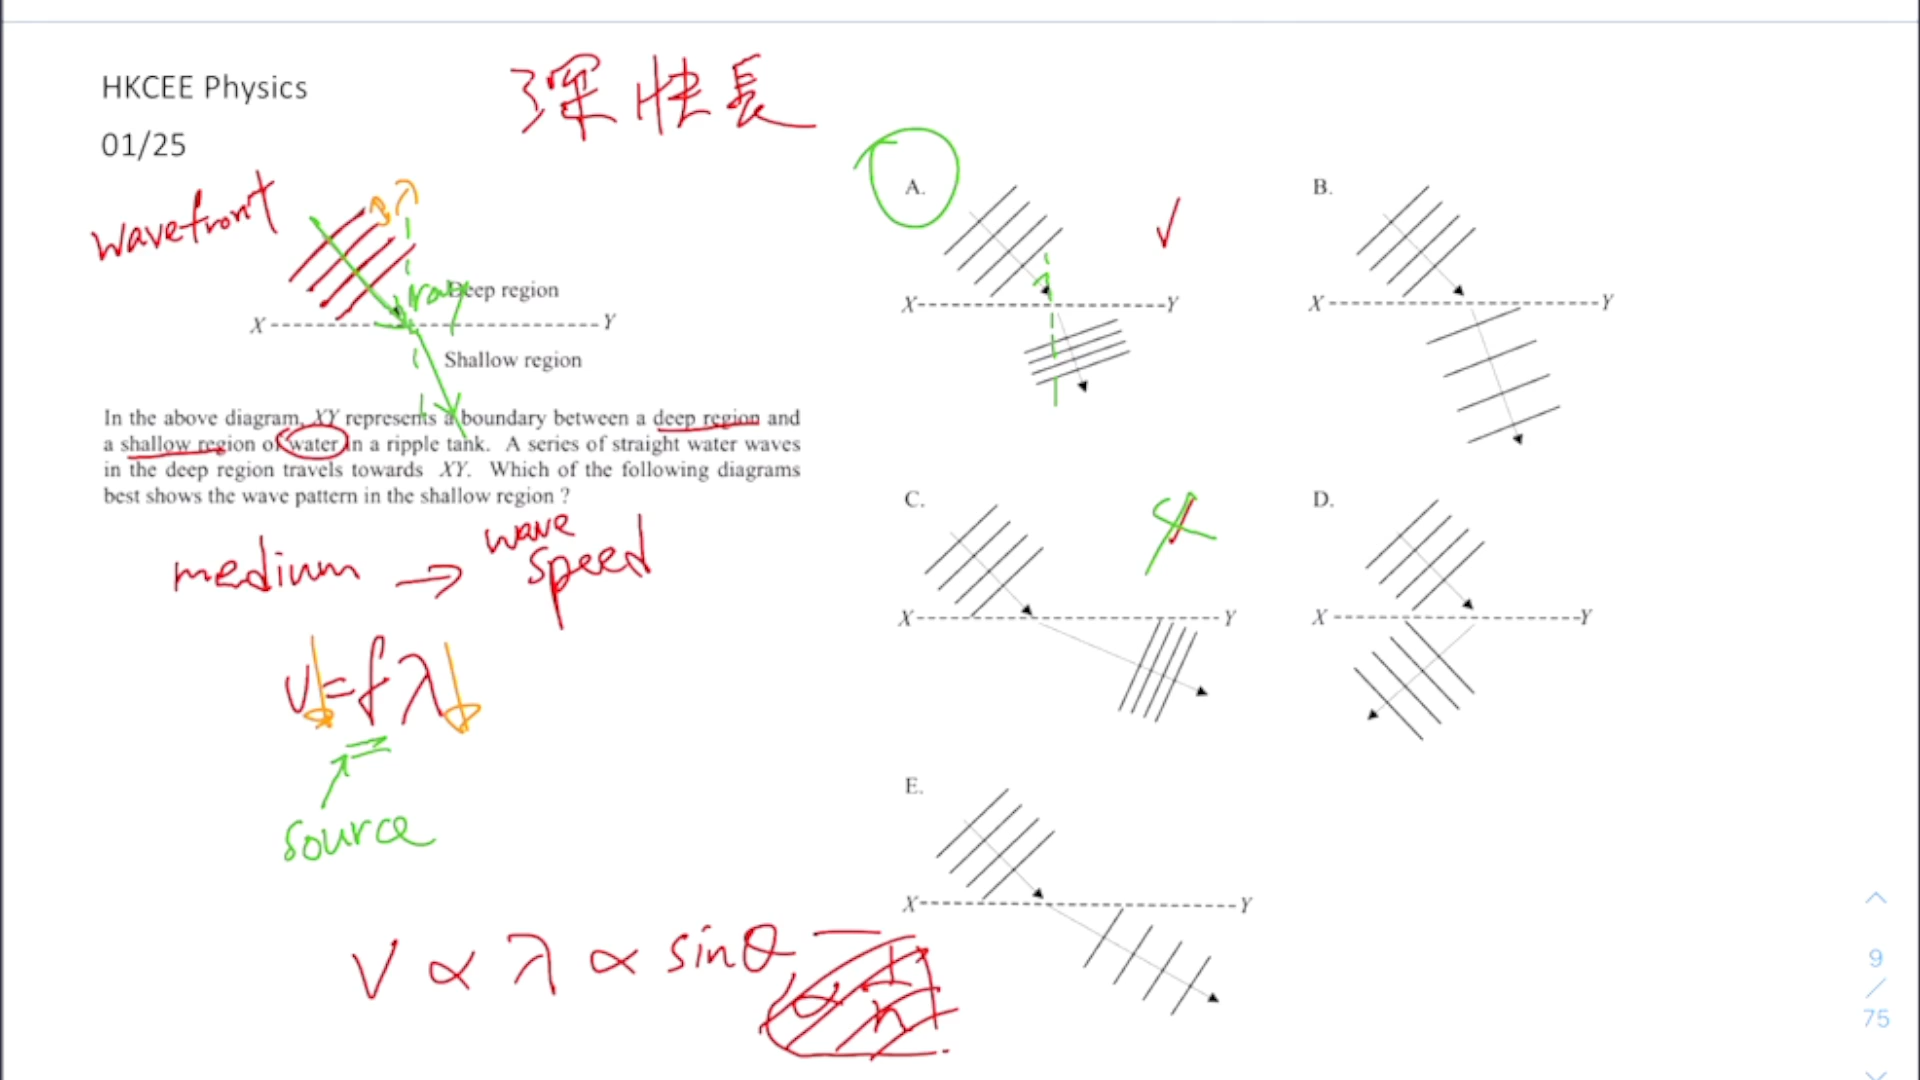 HKCEE Physics
01/25
深快長
wavefront
λ
ray
Deep region
X
Y
Shallow region
In the above diagram, XY represents a boundary between a deep region and
a shallow region of water in a ripple tank. A series of straight water waves
in the deep region travels towards XY. Which of the following diagrams
best shows the wave pattern in the shallow region ?
medium → wave speed
v = f λ
source
V ∝ λ ∝ sinθ ∝ 1/n
A.
X
Y
B.
X
Y
C.
X
Y
D.
X
Y
E.
X
Y
9
/
75